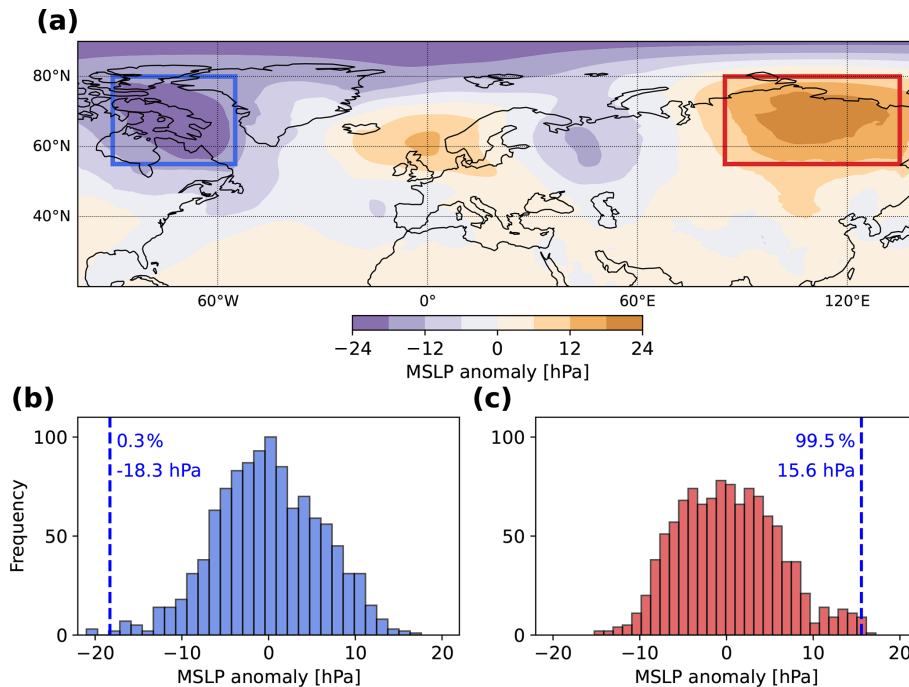 (a)
80°N
60°N
40°N
60°W 0° 60°E 120°E
−24 −12 0 12 24
MSLP anomaly [hPa]
(b)
0.3%
-18.3 hPa
100
50
0
Frequency
−20 −10 0 10 20
MSLP anomaly [hPa]
(c)
99.5%
15.6 hPa
100
50
0
−20 −10 0 10 20
MSLP anomaly [hPa]